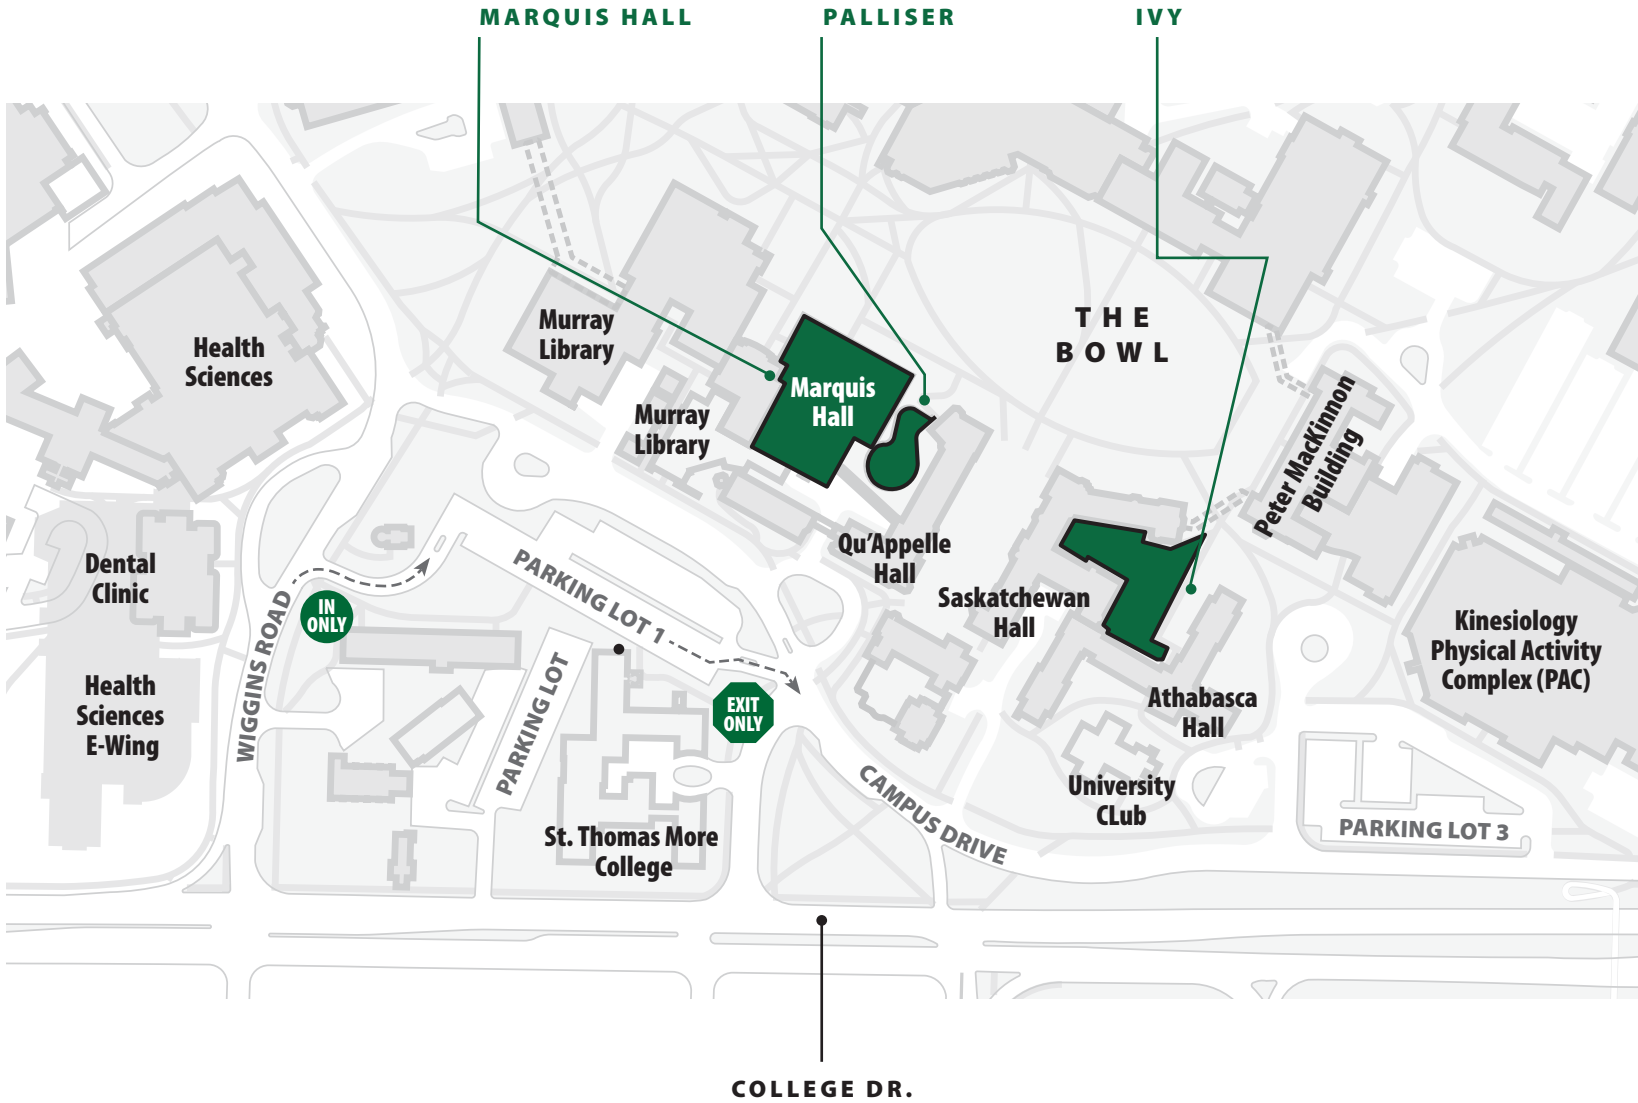 MARQUIS HALL
PALLISER
IVY
THE
BOWL
Murray
Library
Health
Sciences
Marquis
Hall
Murray
Library
Peter MacKinnon
Building
Qu'Appelle
Hall
PARKING LOT 1
Dental
Clinic
Saskatchewan
Hall
IN
ONLY
WIGGINS ROAD
Kinesiology
Physical Activity
Complex (PAC)
PARKING LOT
Health
Sciences
E-Wing
EXIT
ONLY
Athabasca
Hall
University
CLub
CAMPUS DRIVE
PARKING LOT 3
St. Thomas More
College
COLLEGE DR.